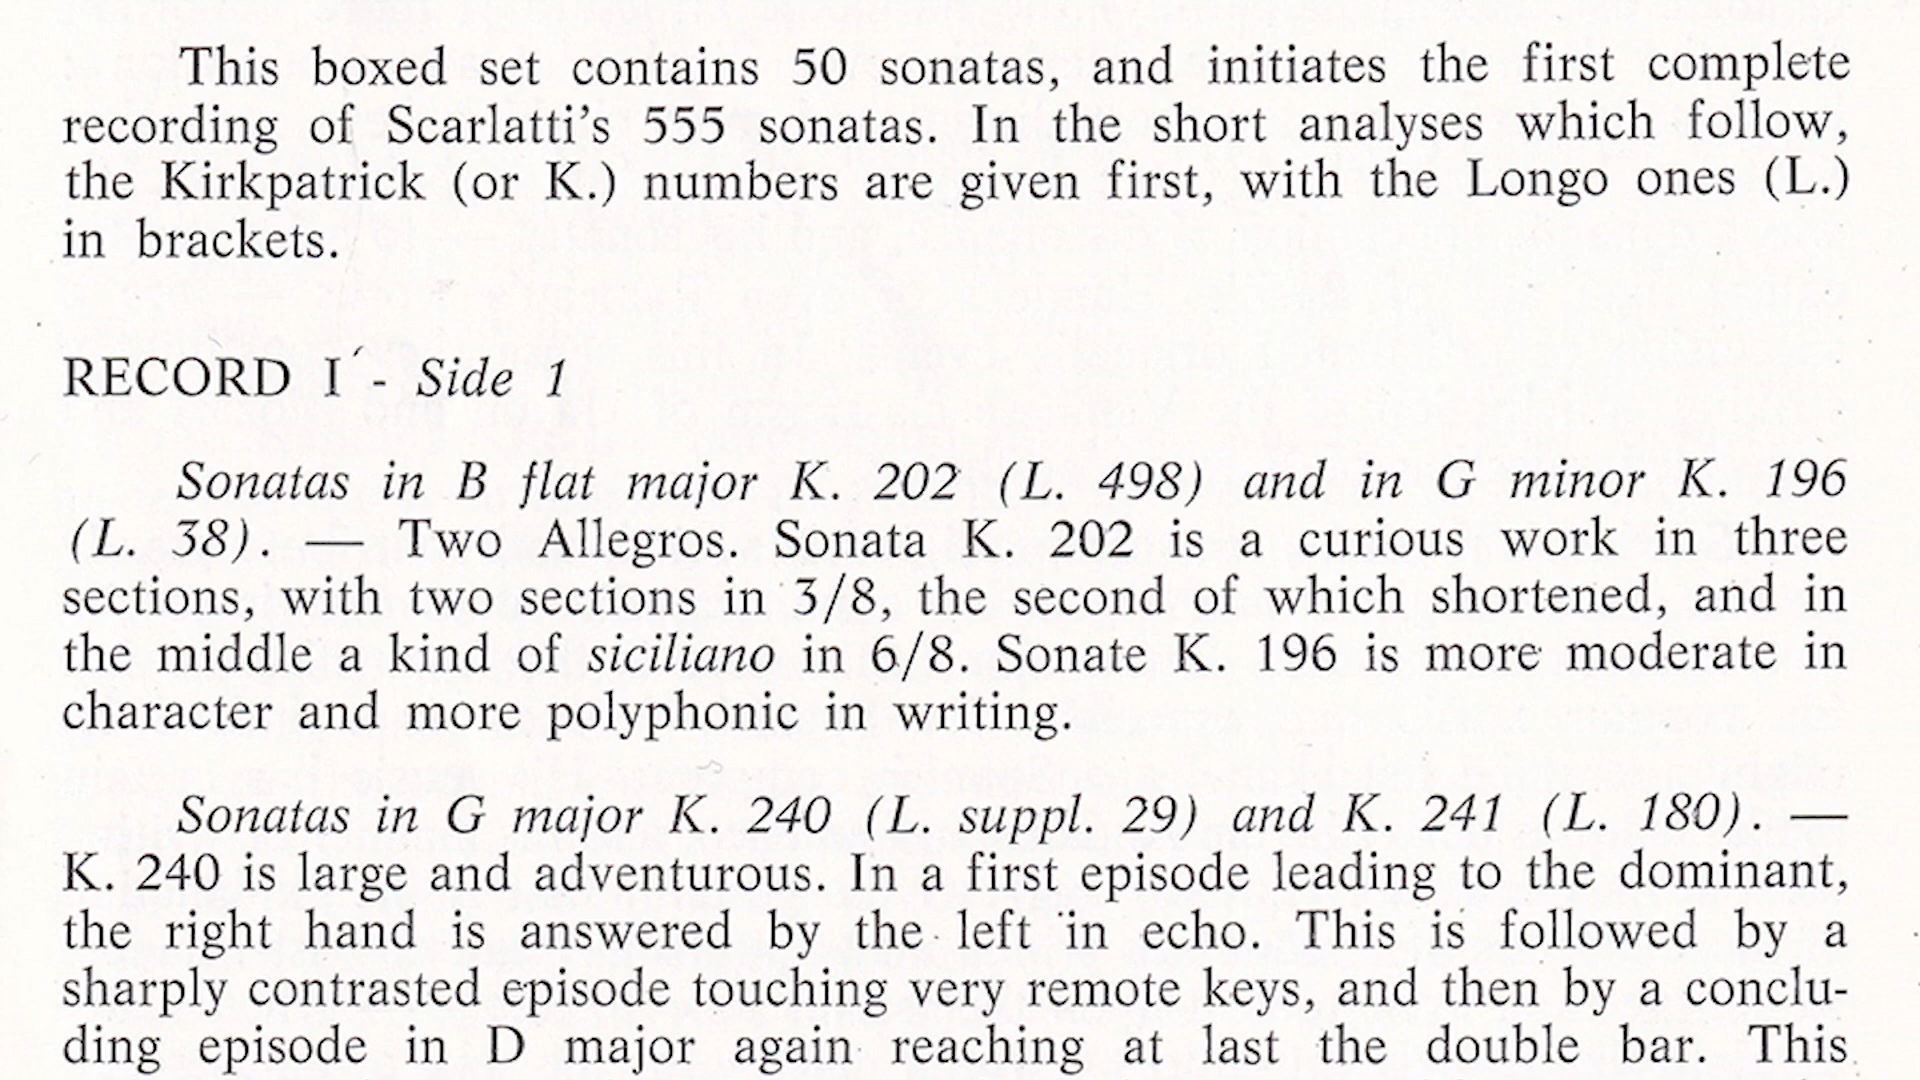 This boxed set contains 50 sonatas, and initiates the first complete
recording of Scarlatti's 555 sonatas. In the short analyses which follow,
the Kirkpatrick (or K.) numbers are given first, with the Longo ones (L.)
in brackets.
RECORD I - Side 1
Sonatas in B flat major K. 202 (L. 498) and in G minor K. 196
(L. 38). — Two Allegros. Sonata K. 202 is a curious work in three
sections, with two sections in 3/8, the second of which shortened, and in
the middle a kind of siciliano in 6/8. Sonate K. 196 is more moderate in
character and more polyphonic in writing.
Sonatas in G major K. 240 (L. suppl. 29) and K. 241 (L. 180). —
K. 240 is large and adventurous. In a first episode leading to the dominant,
the right hand is answered by the left in echo. This is followed by a
sharply contrasted episode touching very remote keys, and then by a conclu-
ding episode in D major again reaching at last the double bar. This